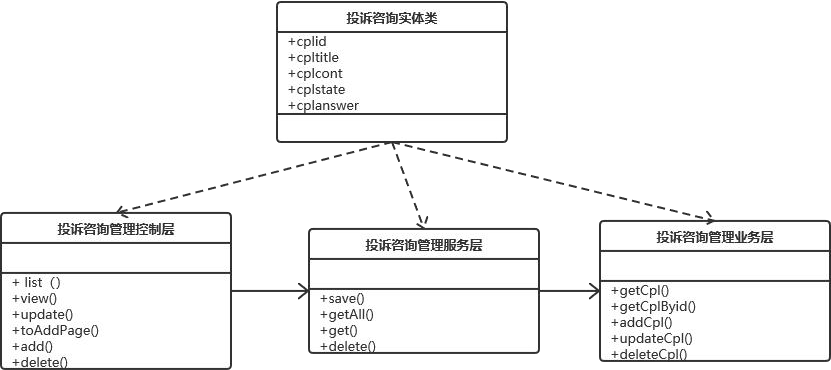 投诉咨询实体类
+cplid
+cpltitle
+cplcont
+cplstate
+cplanswer
投诉咨询管理控制层
+ list（）
+view()
+update()
+toAddPage()
+add()
+delete()
投诉咨询管理服务层
+save()
+getAll()
+get()
+delete()
投诉咨询管理业务层
+getCpl()
+getCplByid()
+addCpl()
+updateCpl()
+deleteCpl()